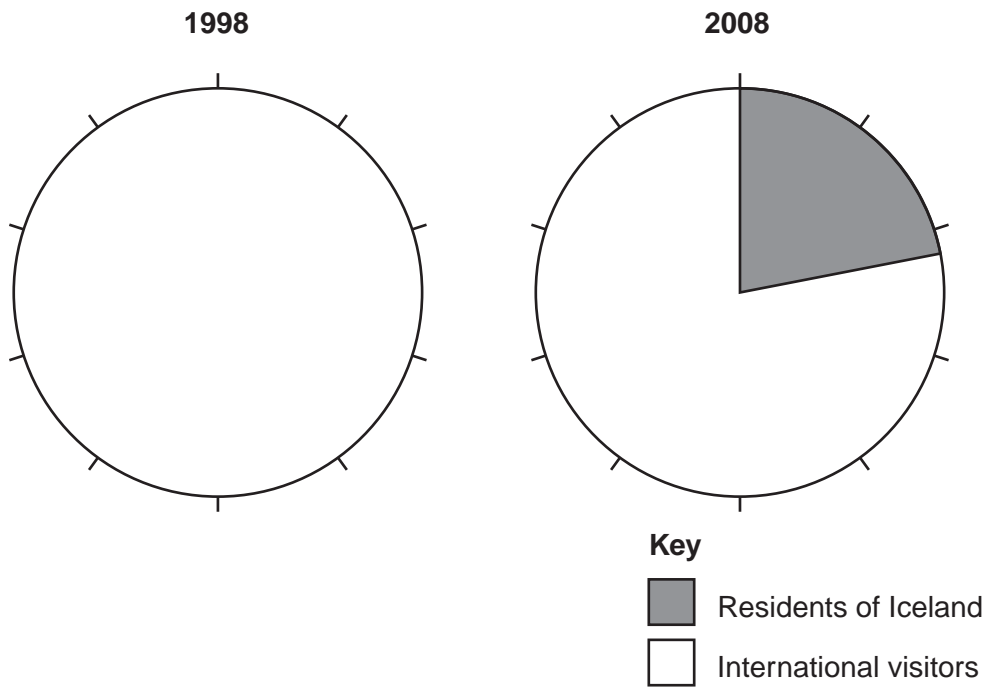 1998
2008
Key
Residents of Iceland
International visitors